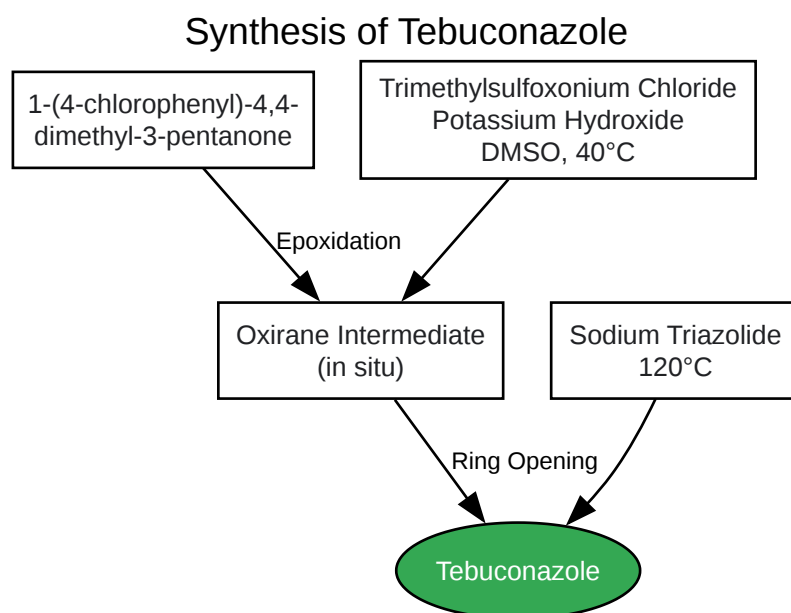 Synthesis of Tebuconazole
1-(4-chlorophenyl)-4,4-
dimethyl-3-pentanone
Trimethylsulfoxonium Chloride
Potassium Hydroxide
DMSO, 40°C
Epoxidation
Oxirane Intermediate
(in situ)
Sodium Triazolide
120°C
Ring Opening
Tebuconazole